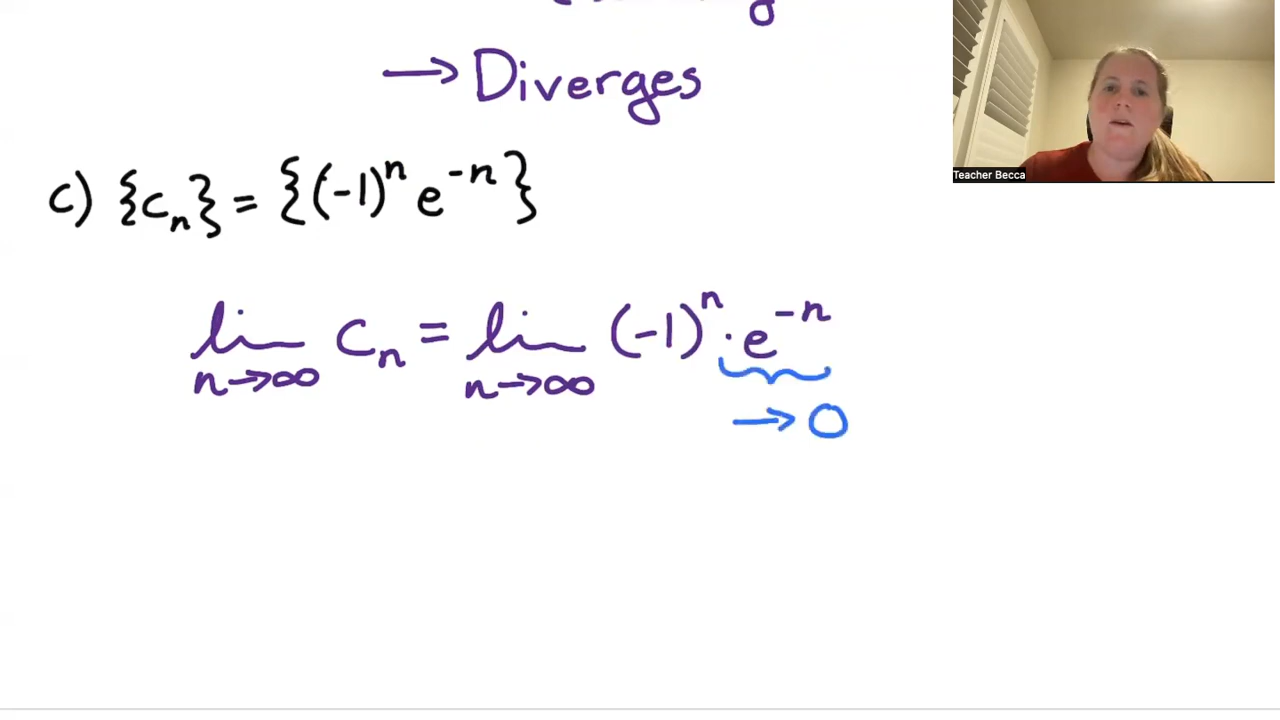 → Diverges
Teacher Becca
c) {cₙ} = {(-1)ⁿ e⁻ⁿ}
lim n→∞ cₙ = lim n→∞ (-1)ⁿ · e⁻ⁿ
→ 0